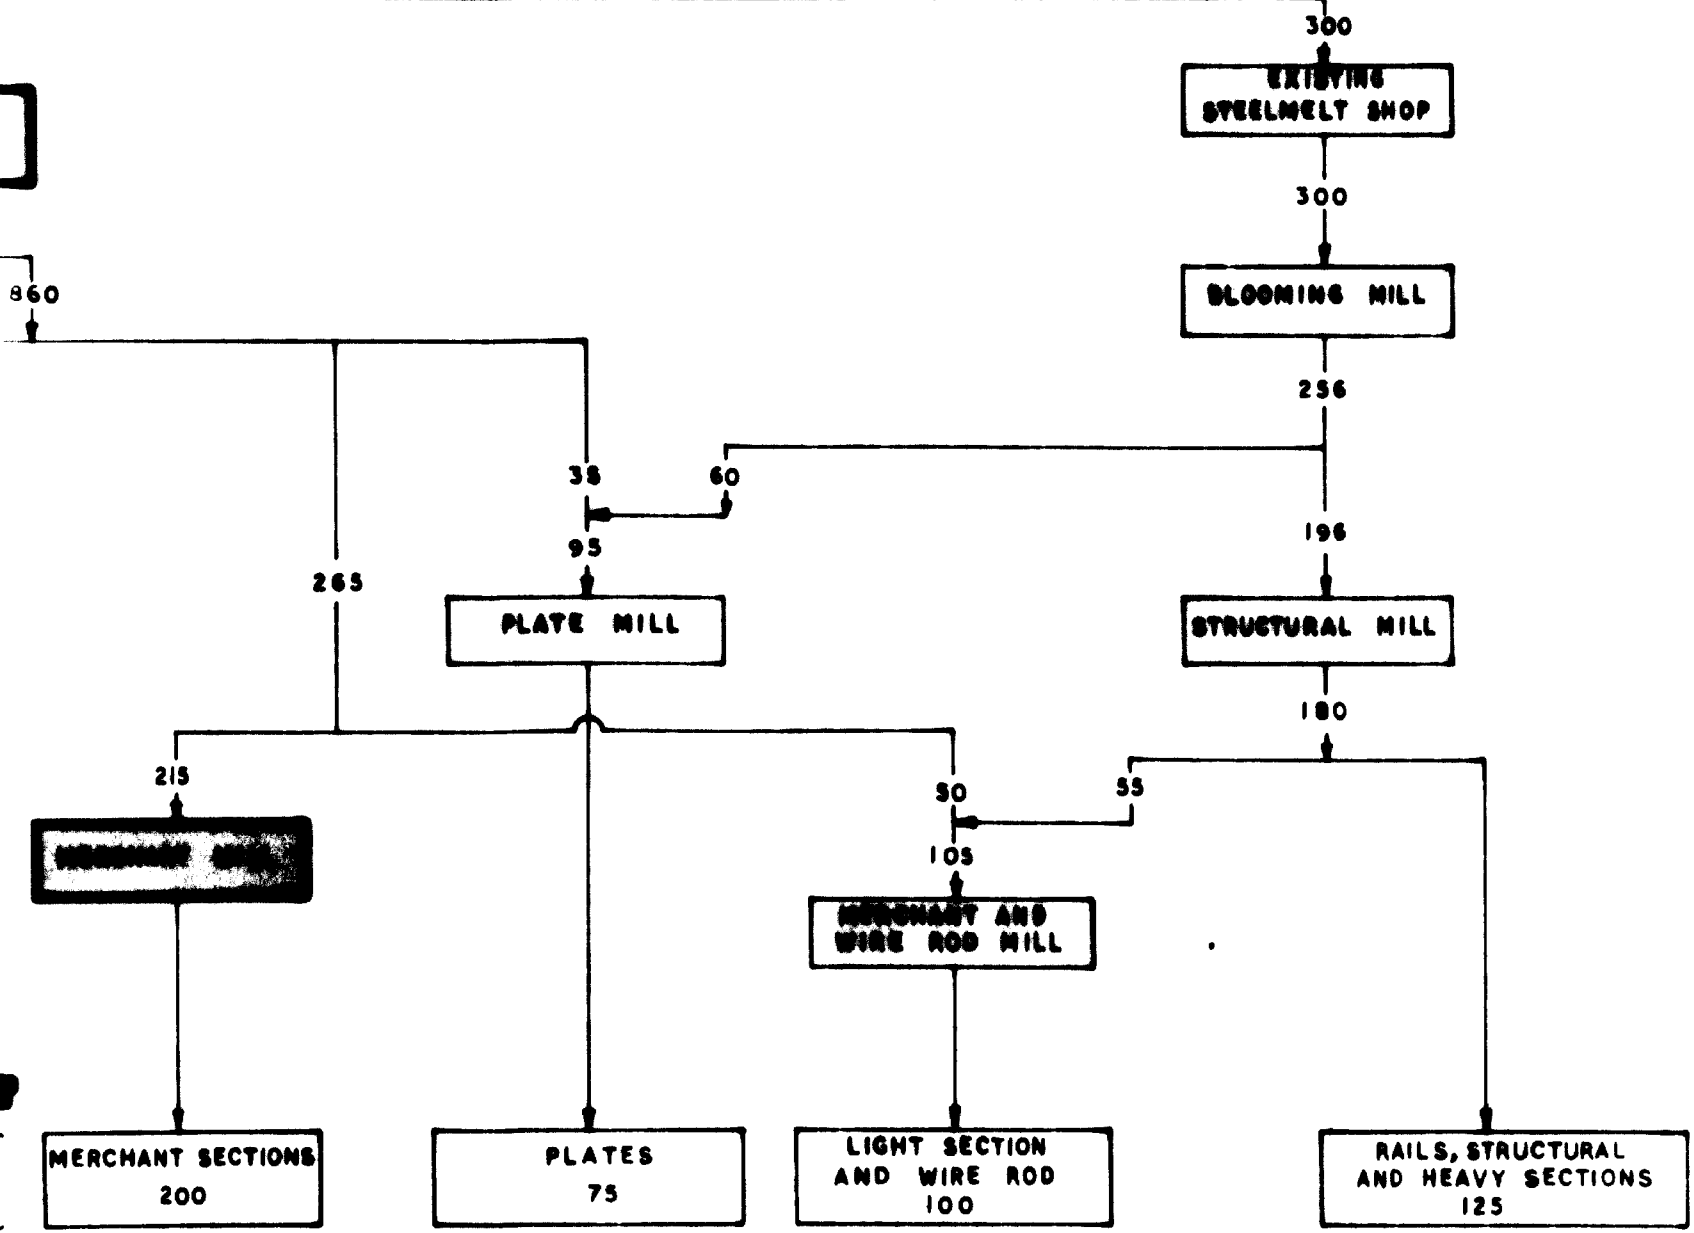 300
EXISTING
STEELMELT SHOP
300
BLOOMING MILL
860
256
38
60
95
196
265
PLATE MILL
STRUCTURAL MILL
180
215
50
55
105
MERCHANT MILL
MERCHANT AND
WIRE ROD MILL
MERCHANT SECTIONS
200
PLATES
75
LIGHT SECTION
AND WIRE ROD
100
RAILS, STRUCTURAL
AND HEAVY SECTIONS
125